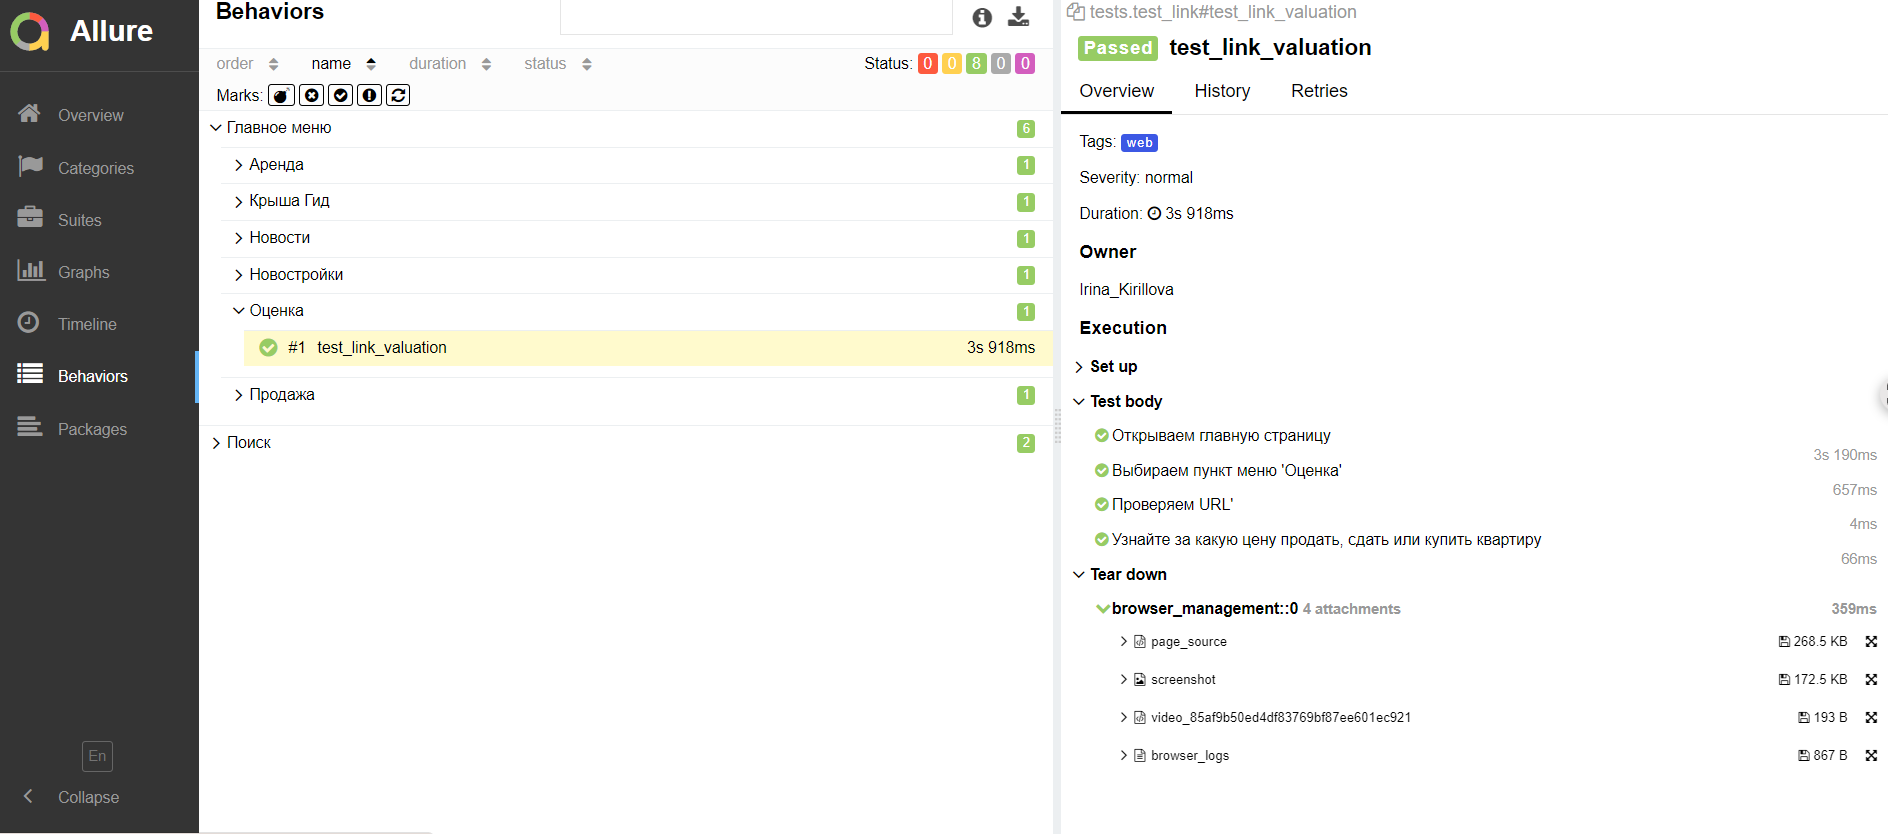 Allure
Overview
Categories
Suites
Graphs
Timeline
Behaviors
Packages
En
Collapse
Behaviors
order name duration status Status: 0 0 8 0 0
Marks:
Главное меню 6
Аренда 1
Крыша Гид 1
Новости 1
Новостройки 1
Оценка 1
#1 test_link_valuation 3s 918ms
Продажа 1
Поиск 2
tests.test_link#test_link_valuation
Passed test_link_valuation
Overview History Retries
Tags: web
Severity: normal
Duration: 3s 918ms
Owner
Irina_Kirillova
Execution
Set up
Test body
Открываем главную страницу
3s 190ms
Выбираем пункт меню 'Оценка'
657ms
Проверяем URL'
4ms
Узнайте за какую цену продать, сдать или купить квартиру
66ms
Tear down
browser_management::0 4 attachments 359ms
page_source 268.5 KB
screenshot 172.5 KB
video_85af9b50ed4df83769bf87ee601ec921 193 B
browser_logs 867 B